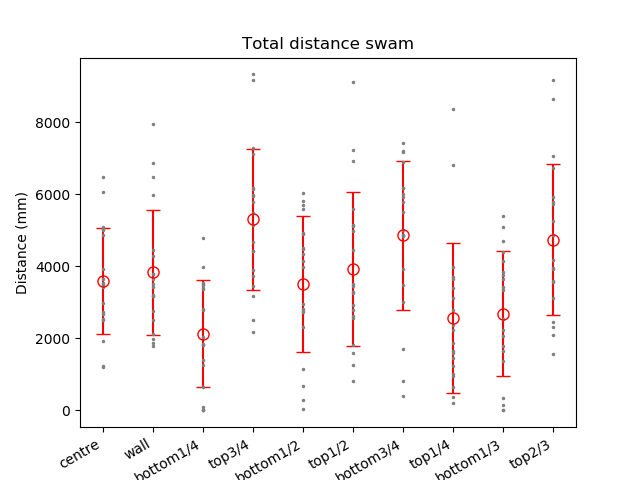 Total distance swam
Distance (mm)
8000
6000
4000
2000
0
centre
wall
bottom1/4
top3/4
bottom1/2
top1/2
bottom3/4
top1/4
bottom1/3
top2/3